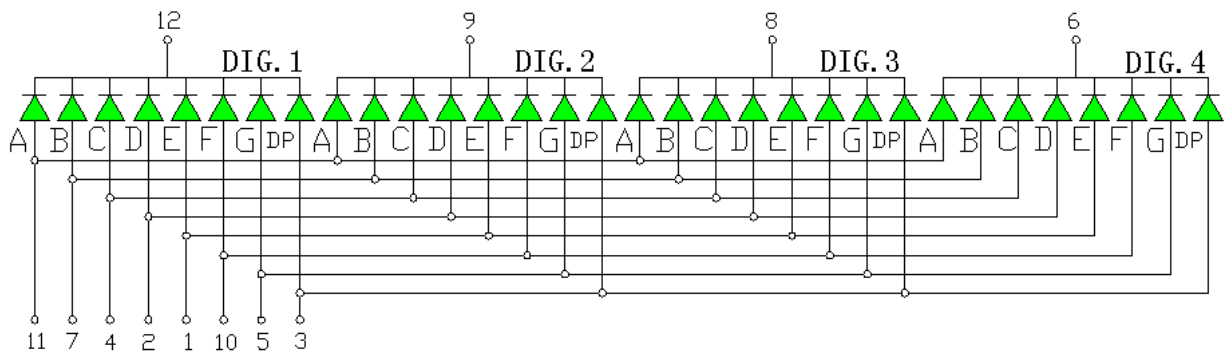 12 9 8 6
DIG.1 DIG.2 DIG.3 DIG.4
A B C D E F G DP A B C D E F G DP A B C D E F G DP A B C D E F G DP
11 7 4 2 1 10 5 3